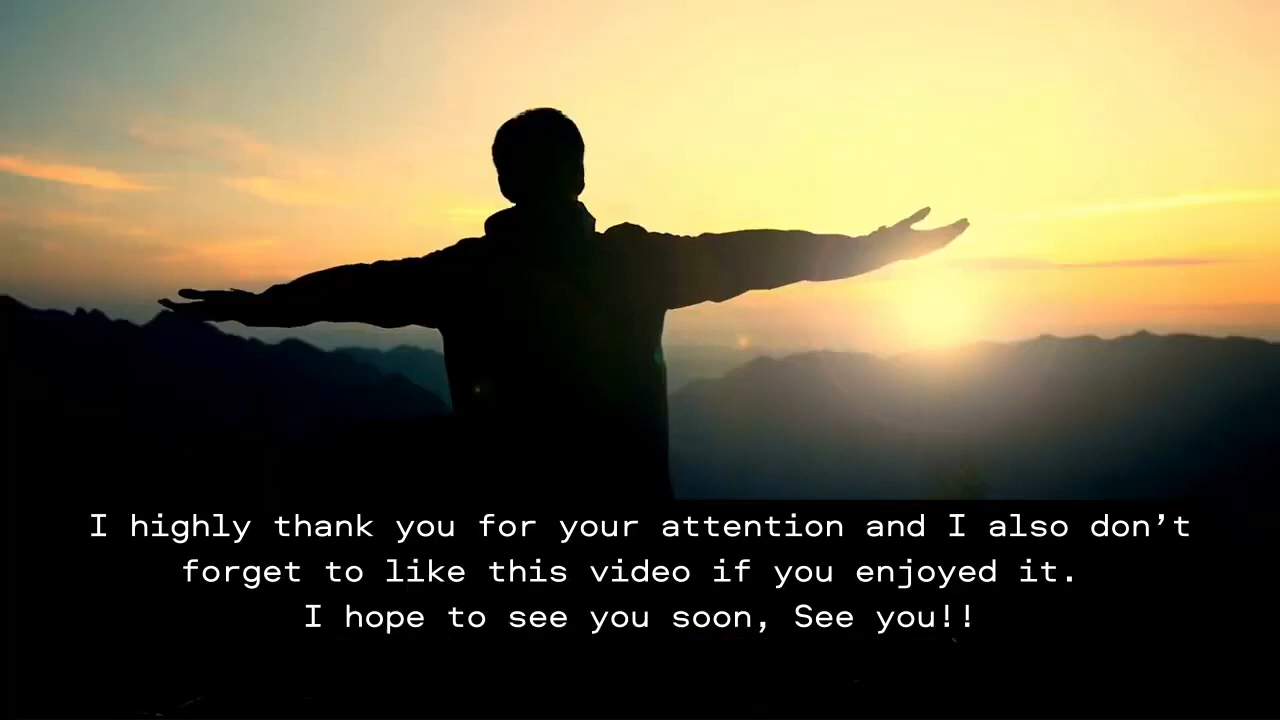 I highly thank you for your attention and I also don’t
forget to like this video if you enjoyed it.
I hope to see you soon, See you!!